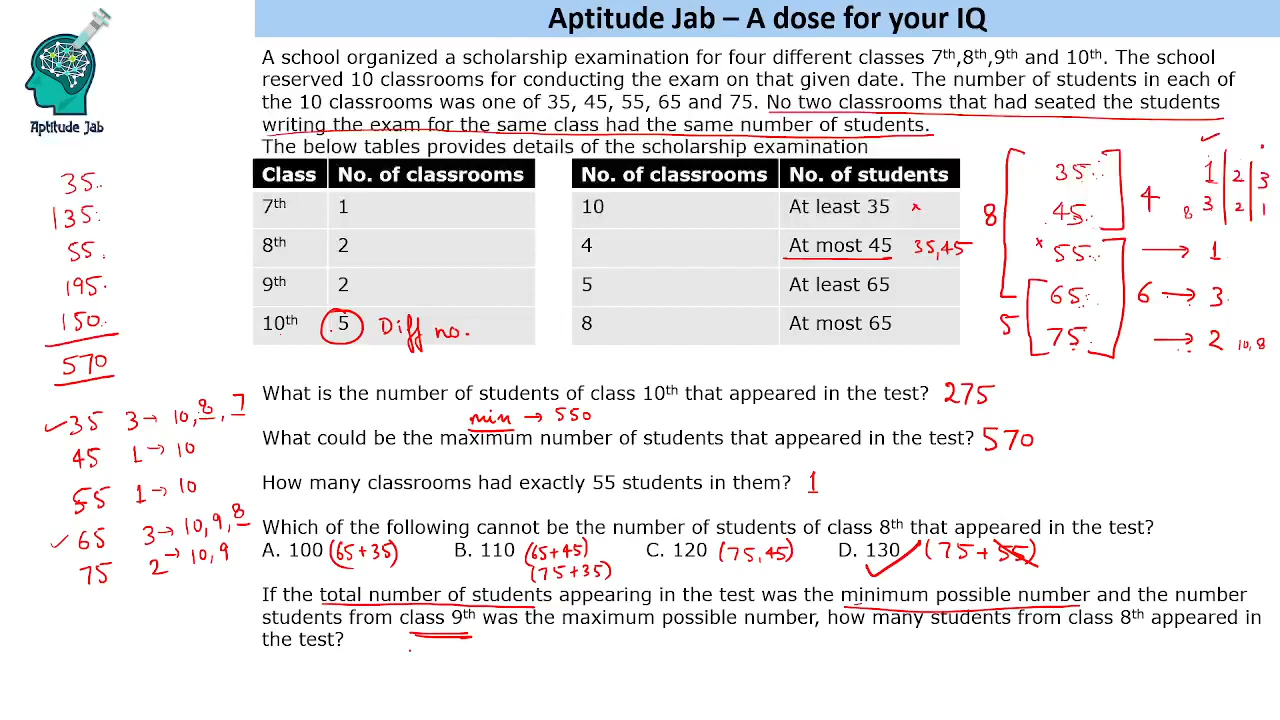 Aptitude Jab – A dose for your IQ
Aptitude Jab
A school organized a scholarship examination for four different classes 7th,8th,9th and 10th. The school
reserved 10 classrooms for conducting the exam on that given date. The number of students in each of
the 10 classrooms was one of 35, 45, 55, 65 and 75. No two classrooms that had seated the students
writing the exam for the same class had the same number of students.
The below tables provides details of the scholarship examination
Class No. of classrooms
7th 1
8th 2
9th 2
10th 5 Diff no.
No. of classrooms No. of students
10 At least 35 x
4 At most 45 35,45
5 At least 65
8 At most 65
35
135
55
195
150
570
8 35 45 4 1 2 3
8 3 2 1
x 55 → 1
5 65 6 → 3
75 → 2 10,8
What is the number of students of class 10th that appeared in the test? 275
min → 550
What could be the maximum number of students that appeared in the test? 570
How many classrooms had exactly 55 students in them? 1
Which of the following cannot be the number of students of class 8th that appeared in the test?
A. 100 (65+35) B. 110 (65+45) C. 120 (75,45) D. 130 (75+55)
(75+35)
If the total number of students appearing in the test was the minimum possible number and the number
students from class 9th was the maximum possible number, how many students from class 8th appeared in
the test?
35 3→ 10, 8, 7
45 1→ 10
55 1→ 10
65 3→ 10, 9, 8
75 2→ 10, 9